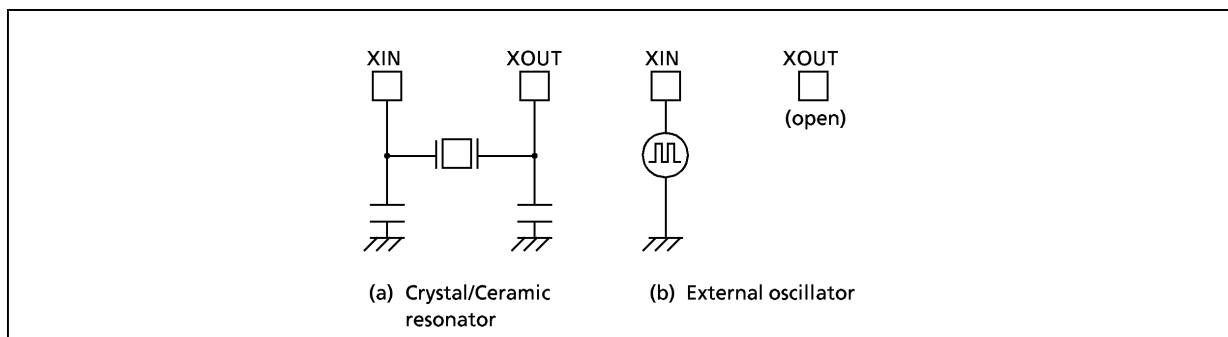 XIN
XOUT
XIN
XOUT
(open)
(a) Crystal/Ceramic
resonator
(b) External oscillator